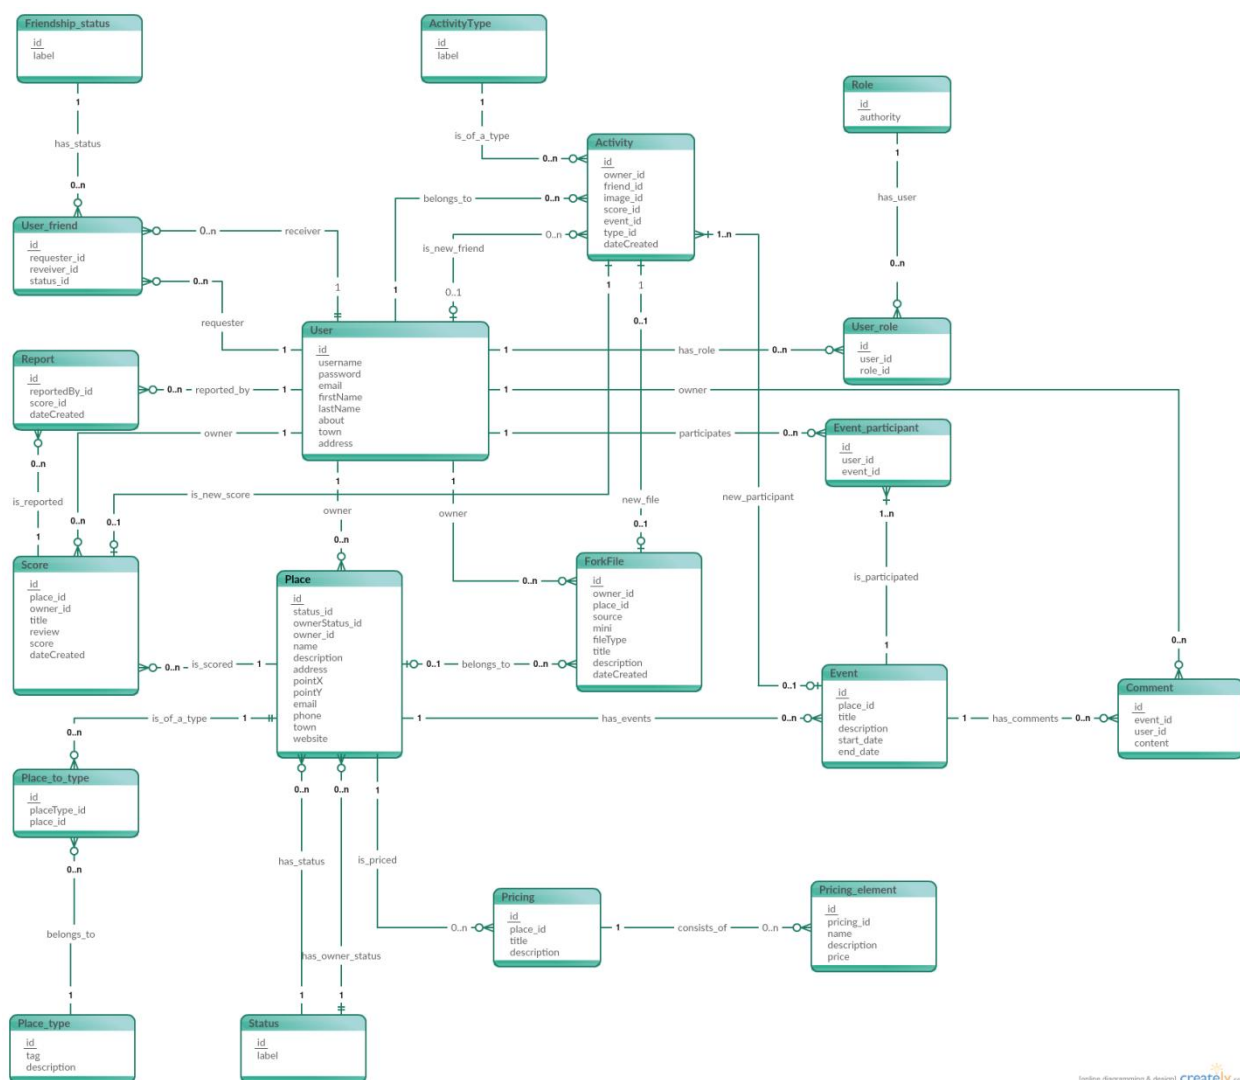 Friendship_status
id
label
ActivityType
id
label
Role
id
authority
1
has_status
0..n
1
is_of_a_type
0..n
Activity
id
owner_id
friend_id
image_id
score_id
event_id
type_id
dateCreated
1
has_user
0..n
belongs_to
0..n
1
User_friend
id
requester_id
reveiver_id
status_id
0..n
receiver
1
is_new_friend
0..n
0..1
1..n
0..n
requester
1
1
1
0..1
User
id
username
password
email
firstName
lastName
about
town
address
1
has_role
0..n
User_role
id
user_id
role_id
Report
id
reportedBy_id
score_id
dateCreated
0..n
reported_by
1
1
owner
owner
1
1
participates
0..n
Event_participant
id
user_id
event_id
0..n
is_reported
1
0..n
is_new_score
0..1
1
owner
0..n
1
owner
0..n
new_file
0..1
new_participant
1..n
is_participated
1
0..n
Score
id
place_id
owner_id
title
review
score
dateCreated
Place
id
status_id
ownerStatus_id
owner_id
name
description
address
pointX
pointY
email
phone
town
website
ForkFile
id
owner_id
place_id
source
mini
fileType
title
description
dateCreated
0..n
is_scored
1
0..1
belongs_to
0..n
0..1
Event
id
place_id
title
description
start_date
end_date
Comment
id
event_id
user_id
content
is_of_a_type
1
0..n
1
has_events
0..n
1
has_comments
0..n
Place_to_type
id
placeType_id
place_id
0..n
belongs_to
1
0..n
has_status
1
0..n
has_owner_status
1
1
is_priced
0..n
Pricing
id
place_id
title
description
1
consists_of
0..n
Pricing_element
id
pricing_id
name
description
price
Place_type
id
tag
description
Status
id
label
[online diagramming & design] creately